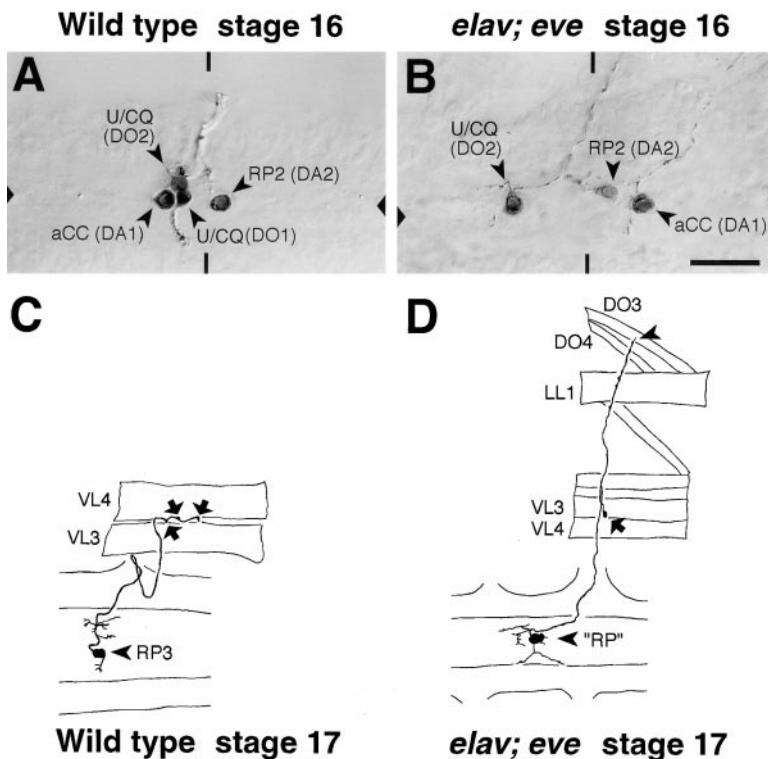 Wild type stage 16
elav; eve stage 16
A
U/CQ
(DO2)
RP2 (DA2)
aCC (DA1)
U/CQ(DO1)
B
U/CQ
(DO2)
RP2 (DA2)
aCC (DA1)
C
VL4
VL3
RP3
D
DO3
DO4
LL1
VL3
VL4
"RP"
Wild type stage 17
elav; eve stage 17